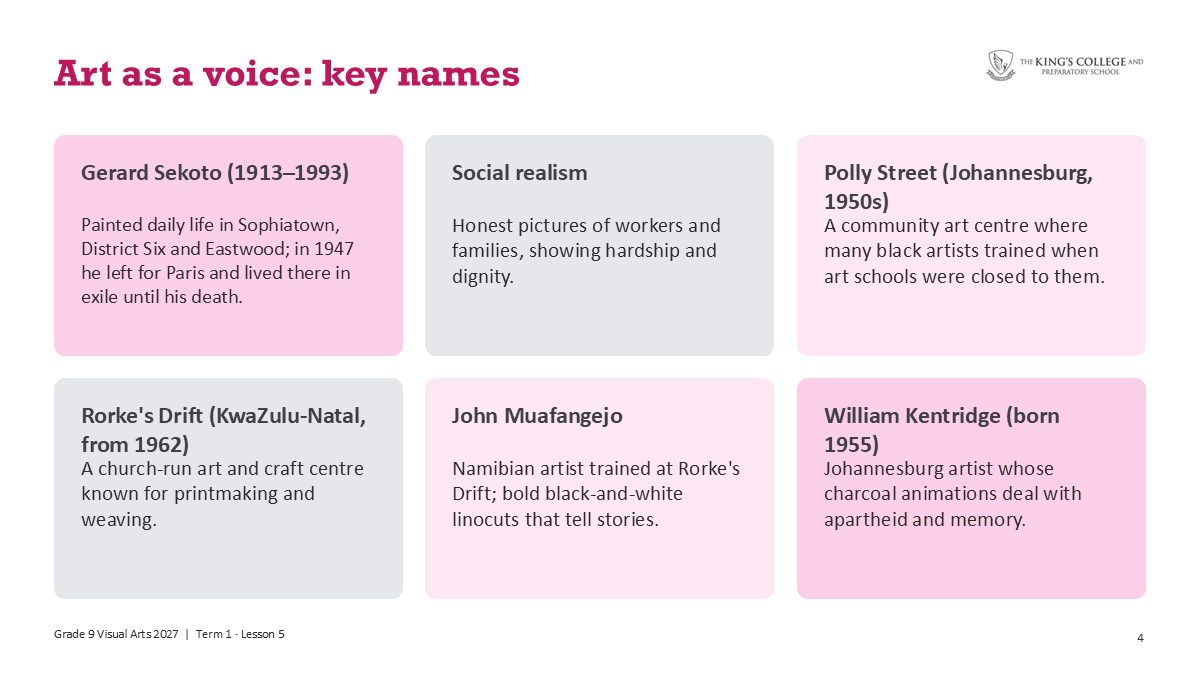 Art as a voice: key names
THE KING'S COLLEGE AND
PREPARATORY SCHOOL
Gerard Sekoto (1913–1993)
Painted daily life in Sophiatown,
District Six and Eastwood; in 1947
he left for Paris and lived there in
exile until his death.
Social realism
Honest pictures of workers and
families, showing hardship and
dignity.
Polly Street (Johannesburg,
1950s)
A community art centre where
many black artists trained when
art schools were closed to them.
Rorke's Drift (KwaZulu-Natal,
from 1962)
A church-run art and craft centre
known for printmaking and
weaving.
John Muafangejo
Namibian artist trained at Rorke's
Drift; bold black-and-white
linocuts that tell stories.
William Kentridge (born
1955)
Johannesburg artist whose
charcoal animations deal with
apartheid and memory.
Grade 9 Visual Arts 2027 | Term 1 · Lesson 5
4